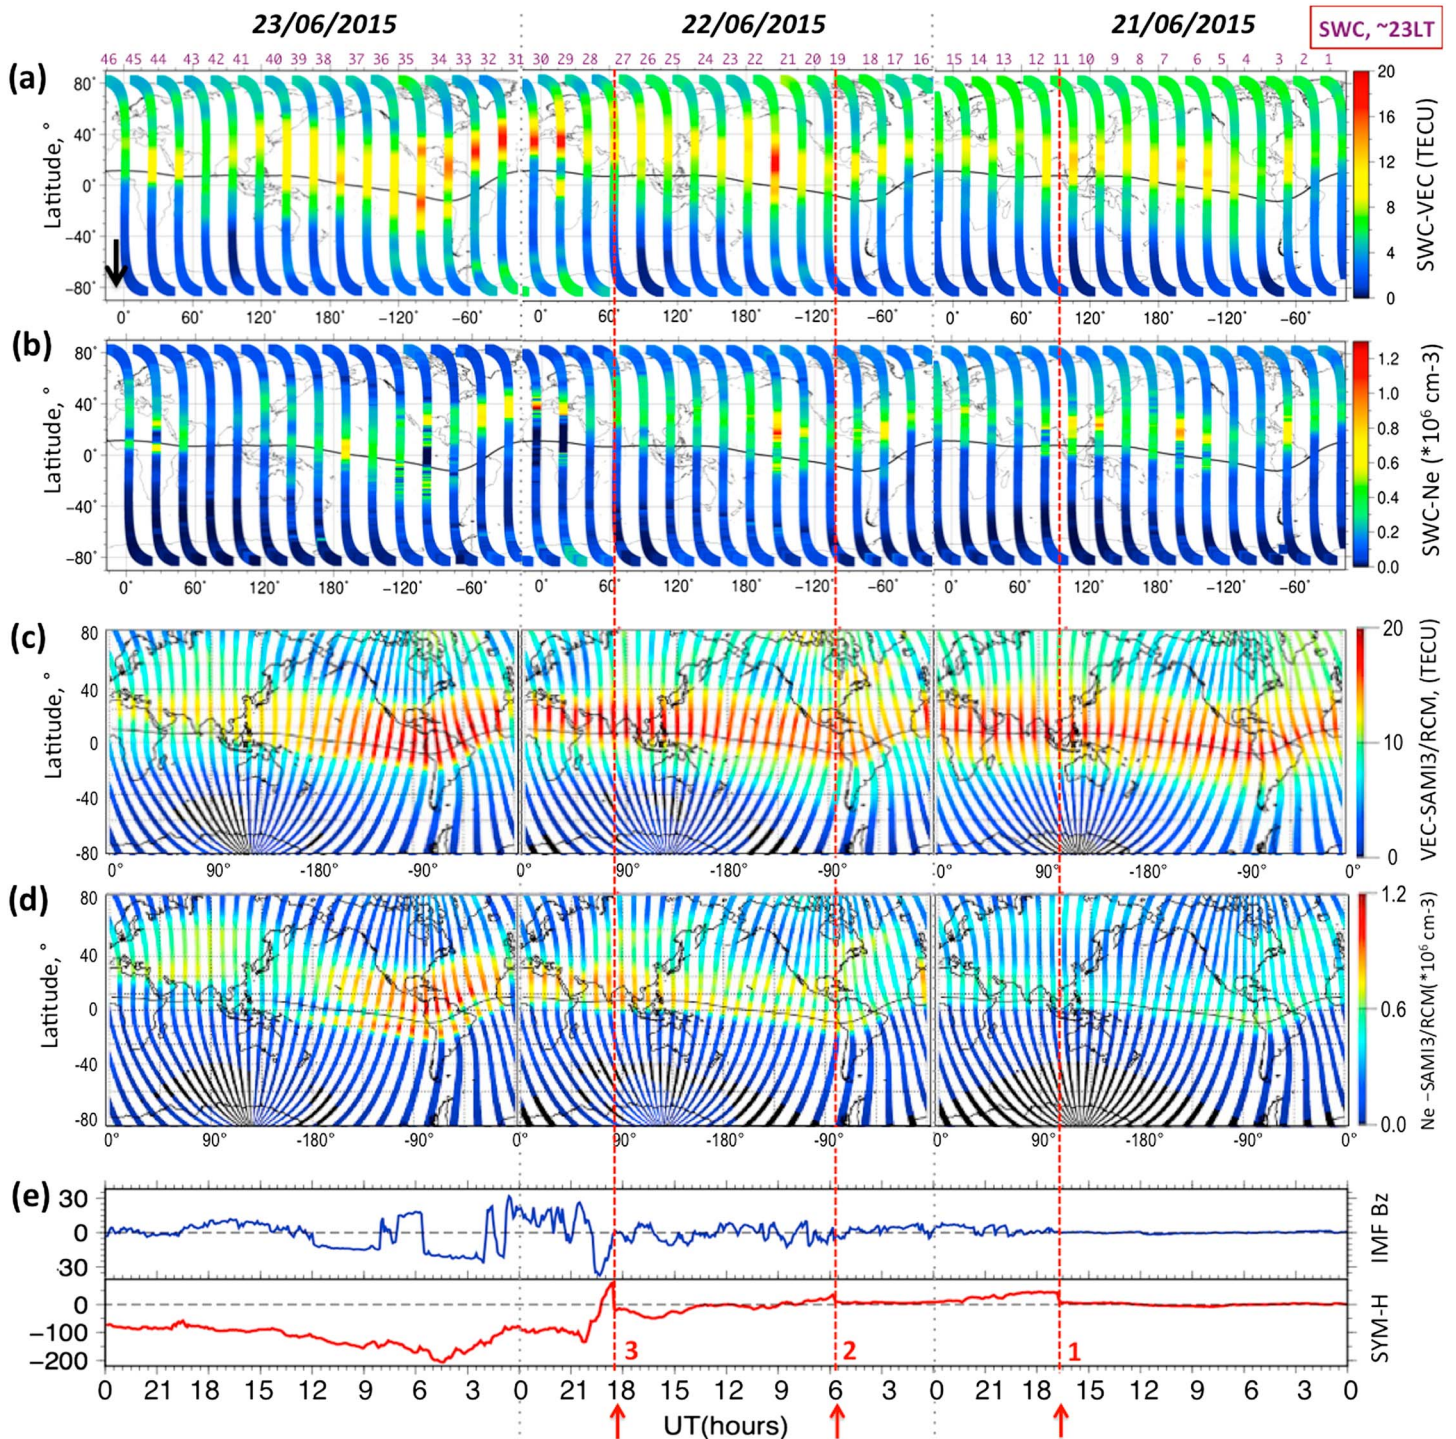 23/06/2015 22/06/2015 21/06/2015 SWC, ~23LT
46 45 44 43 42 41 40 39 38 37 36 35 34 33 32 31 30 29 28 27 26 25 24 23 22 21 20 19 18 17 16 15 14 13 12 11 10 9 8 7 6 5 4 3 2 1
(a)
Latitude, °
80°
40°
0°
−40°
−80°
0° 60 120 180 −120 −60 0° 60 120 180 −120 −60° 0° 60 120 180 −120 −60°
20
16
12
8
4
0
SWC-VEC (TECU)
(b)
Latitude, °
80°
40°
0°
−40°
−80°
0° 60 120 180 −120 −60 0° 60 120 180 −120 −60° 0° 60 120 180 −120 −60
1.2
1.0
0.8
0.6
0.4
0.2
0.0
SWC-Ne (*10⁶ cm-3)
(c)
Latitude, °
80
40
0
-40
-80
0° 90° -180° -90° 0° 90° -180° -90° 0° 90° -180° -90° 0°
20
10
0
VEC-SAMI3/RCM, (TECU)
(d)
Latitude, °
80
40
0
-40
-80
0° 90° -180° -90° 0° 90° -180° -90° 0° 90° -180° -90° 0°
1.2
0.6
0.0
Ne −SAMI3/RCM(*10⁶ cm-3)
(e)
30
0
30
IMF Bz
0
−100
−200
SYM-H
3 2 1
0 21 18 15 12 9 6 3 0 21 18 15 12 9 6 3 0 21 18 15 12 9 6 3 0
UT(hours)